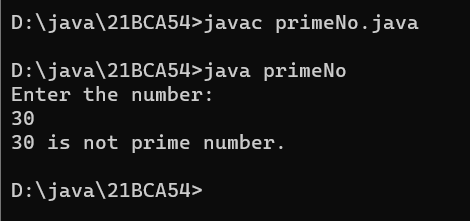 D:\java\21BCA54>javac primeNo.java
D:\java\21BCA54>java primeNo
Enter the number:
30
30 is not prime number.
D:\java\21BCA54>